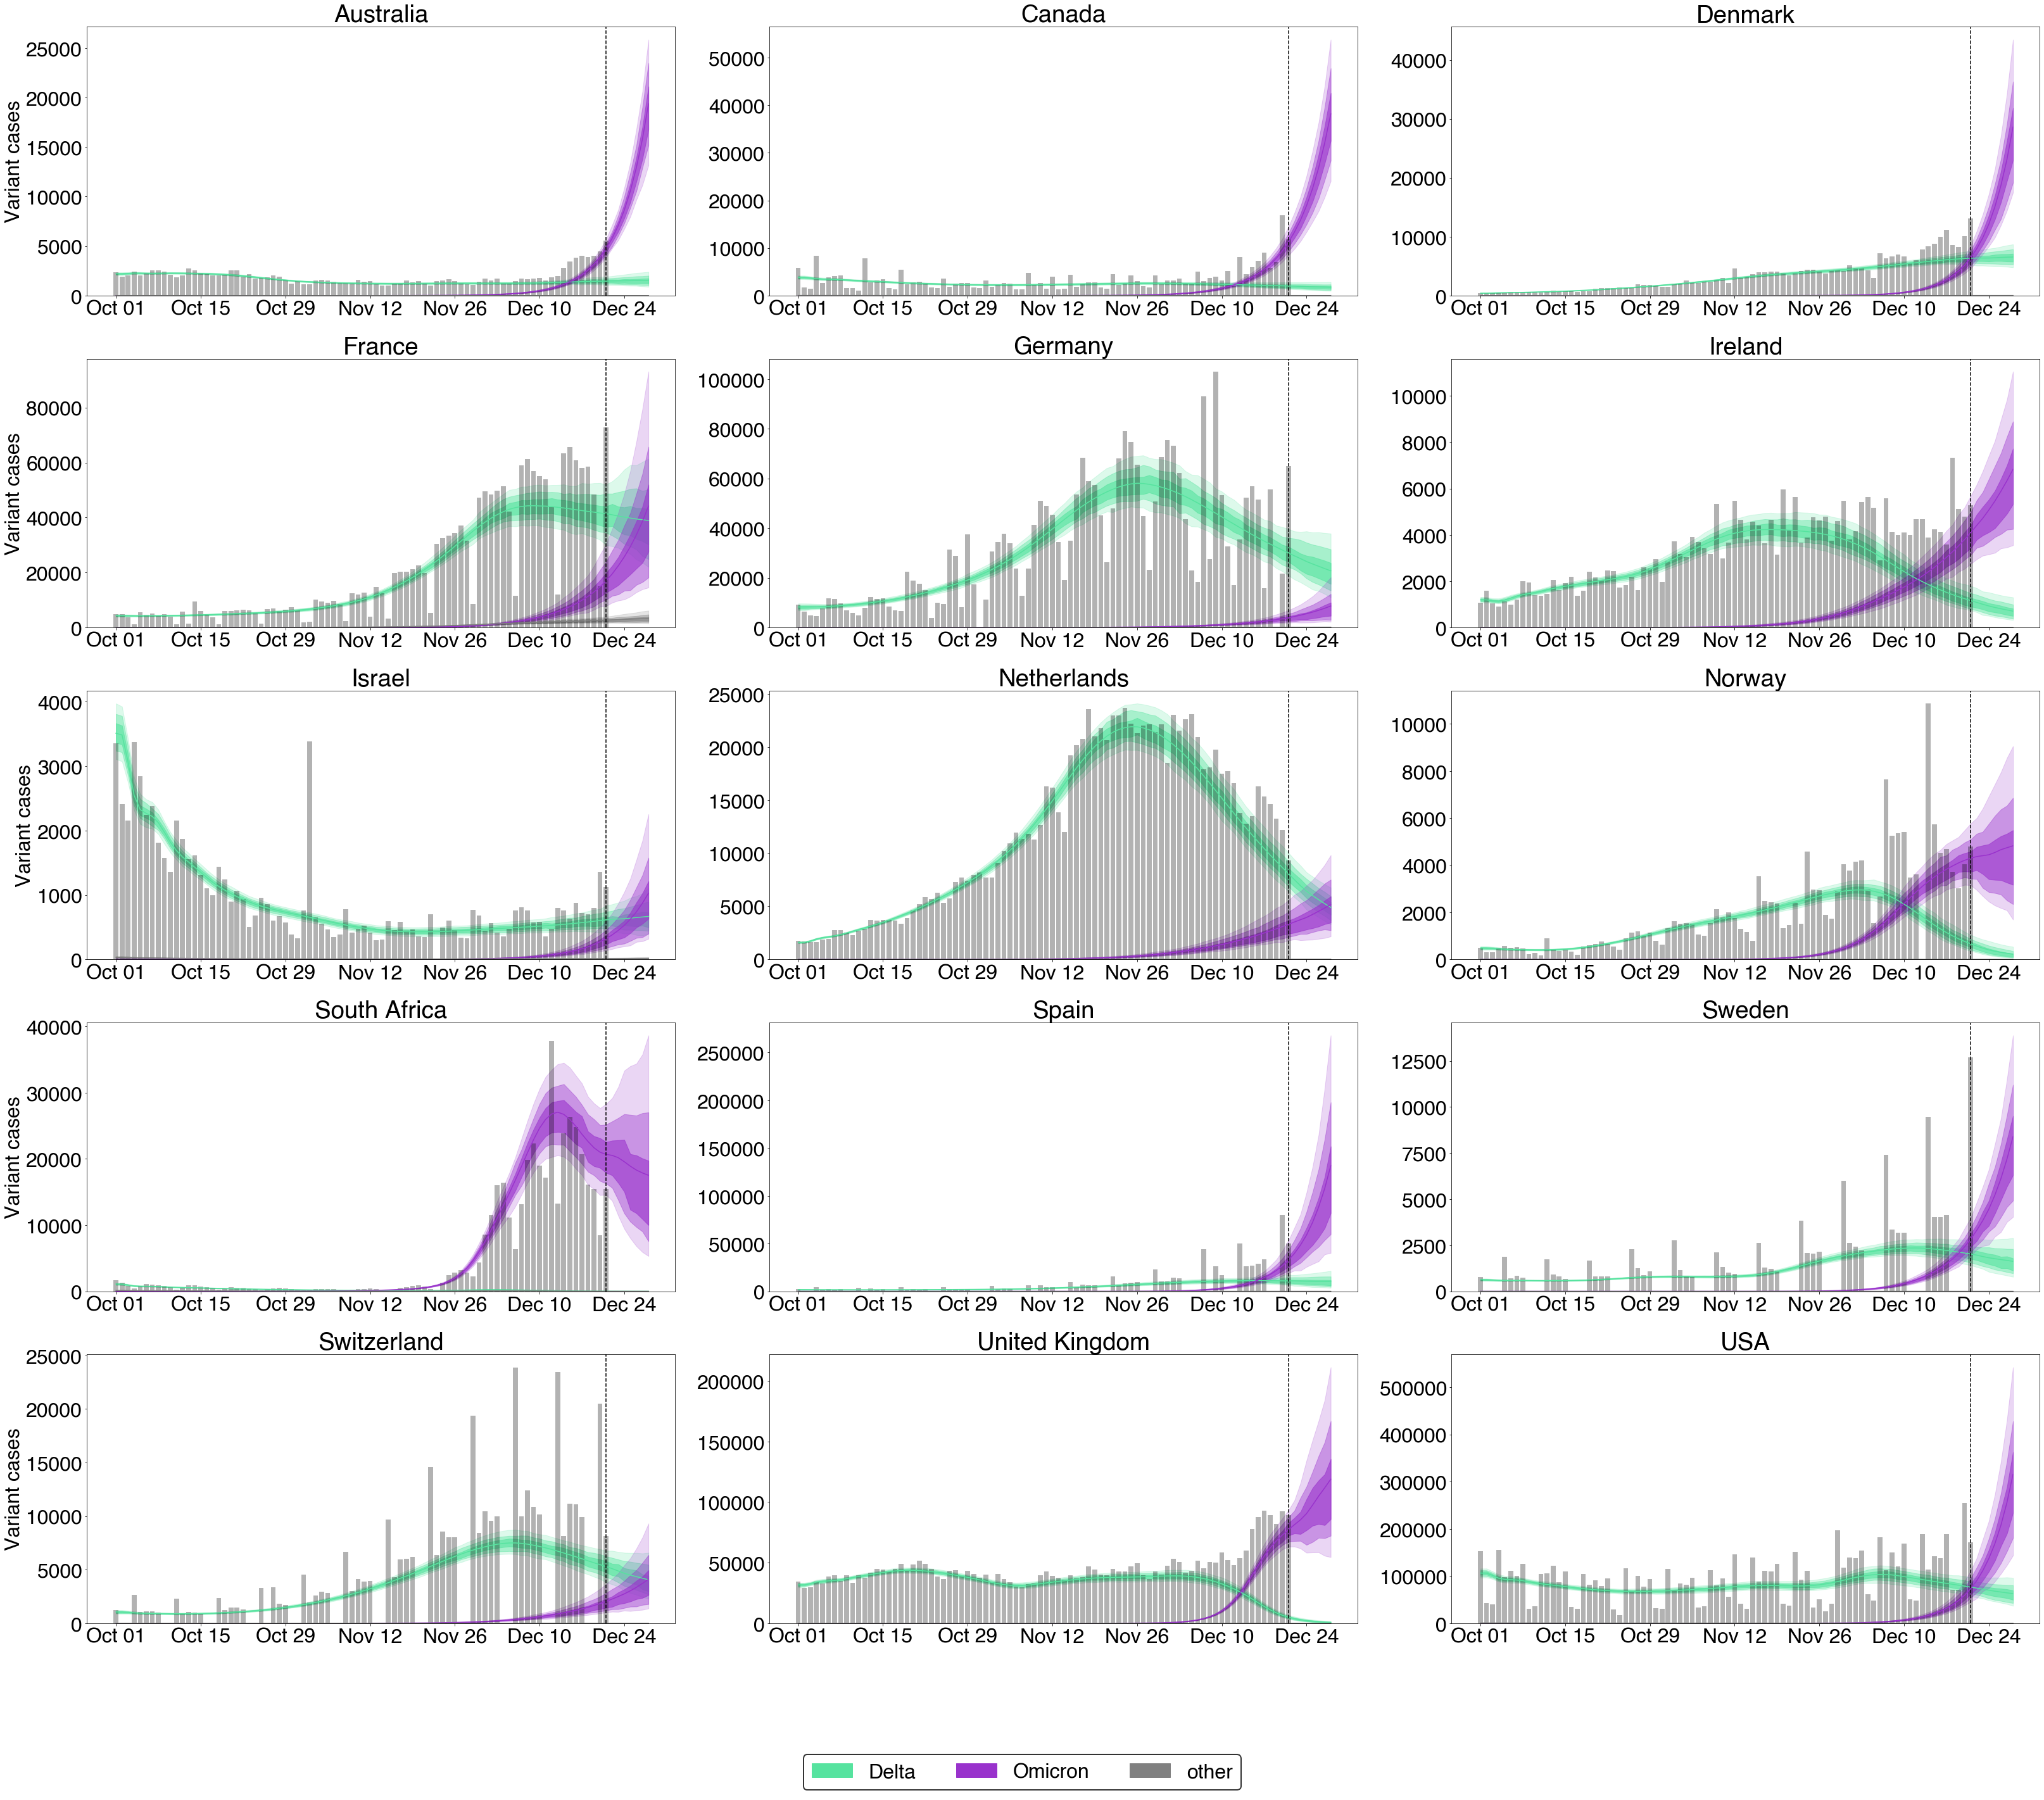 Australia
Canada
Denmark
Variant cases
25000
20000
15000
10000
5000
0
Oct 01 Oct 15 Oct 29 Nov 12 Nov 26 Dec 10 Dec 24
50000
40000
30000
20000
10000
0
Oct 01 Oct 15 Oct 29 Nov 12 Nov 26 Dec 10 Dec 24
40000
30000
20000
10000
0
Oct 01 Oct 15 Oct 29 Nov 12 Nov 26 Dec 10 Dec 24
France
Germany
Ireland
Variant cases
80000
60000
40000
20000
0
Oct 01 Oct 15 Oct 29 Nov 12 Nov 26 Dec 10 Dec 24
100000
80000
60000
40000
20000
0
Oct 01 Oct 15 Oct 29 Nov 12 Nov 26 Dec 10 Dec 24
10000
8000
6000
4000
2000
0
Oct 01 Oct 15 Oct 29 Nov 12 Nov 26 Dec 10 Dec 24
Israel
Netherlands
Norway
Variant cases
4000
3000
2000
1000
0
Oct 01 Oct 15 Oct 29 Nov 12 Nov 26 Dec 10 Dec 24
25000
20000
15000
10000
5000
0
Oct 01 Oct 15 Oct 29 Nov 12 Nov 26 Dec 10 Dec 24
10000
8000
6000
4000
2000
0
Oct 01 Oct 15 Oct 29 Nov 12 Nov 26 Dec 10 Dec 24
South Africa
Spain
Sweden
Variant cases
40000
30000
20000
10000
0
Oct 01 Oct 15 Oct 29 Nov 12 Nov 26 Dec 10 Dec 24
250000
200000
150000
100000
50000
0
Oct 01 Oct 15 Oct 29 Nov 12 Nov 26 Dec 10 Dec 24
12500
10000
7500
5000
2500
0
Oct 01 Oct 15 Oct 29 Nov 12 Nov 26 Dec 10 Dec 24
Switzerland
United Kingdom
USA
Variant cases
25000
20000
15000
10000
5000
0
Oct 01 Oct 15 Oct 29 Nov 12 Nov 26 Dec 10 Dec 24
200000
150000
100000
50000
0
Oct 01 Oct 15 Oct 29 Nov 12 Nov 26 Dec 10 Dec 24
500000
400000
300000
200000
100000
0
Oct 01 Oct 15 Oct 29 Nov 12 Nov 26 Dec 10 Dec 24
Delta Omicron other